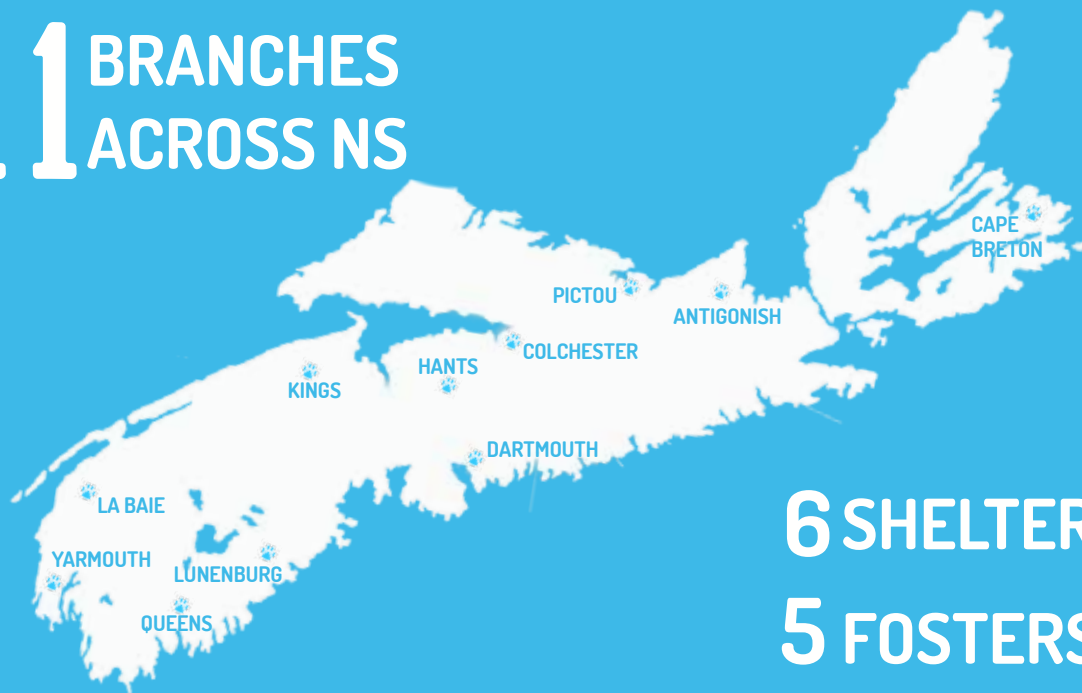 1 BRANCHES
ACROSS NS
CAPE
BRETON
PICTOU
ANTIGONISH
COLCHESTER
HANTS
KINGS
DARTMOUTH
LA BAIE
YARMOUTH
LUNENBURG
QUEENS
6 SHELTER
5 FOSTERS